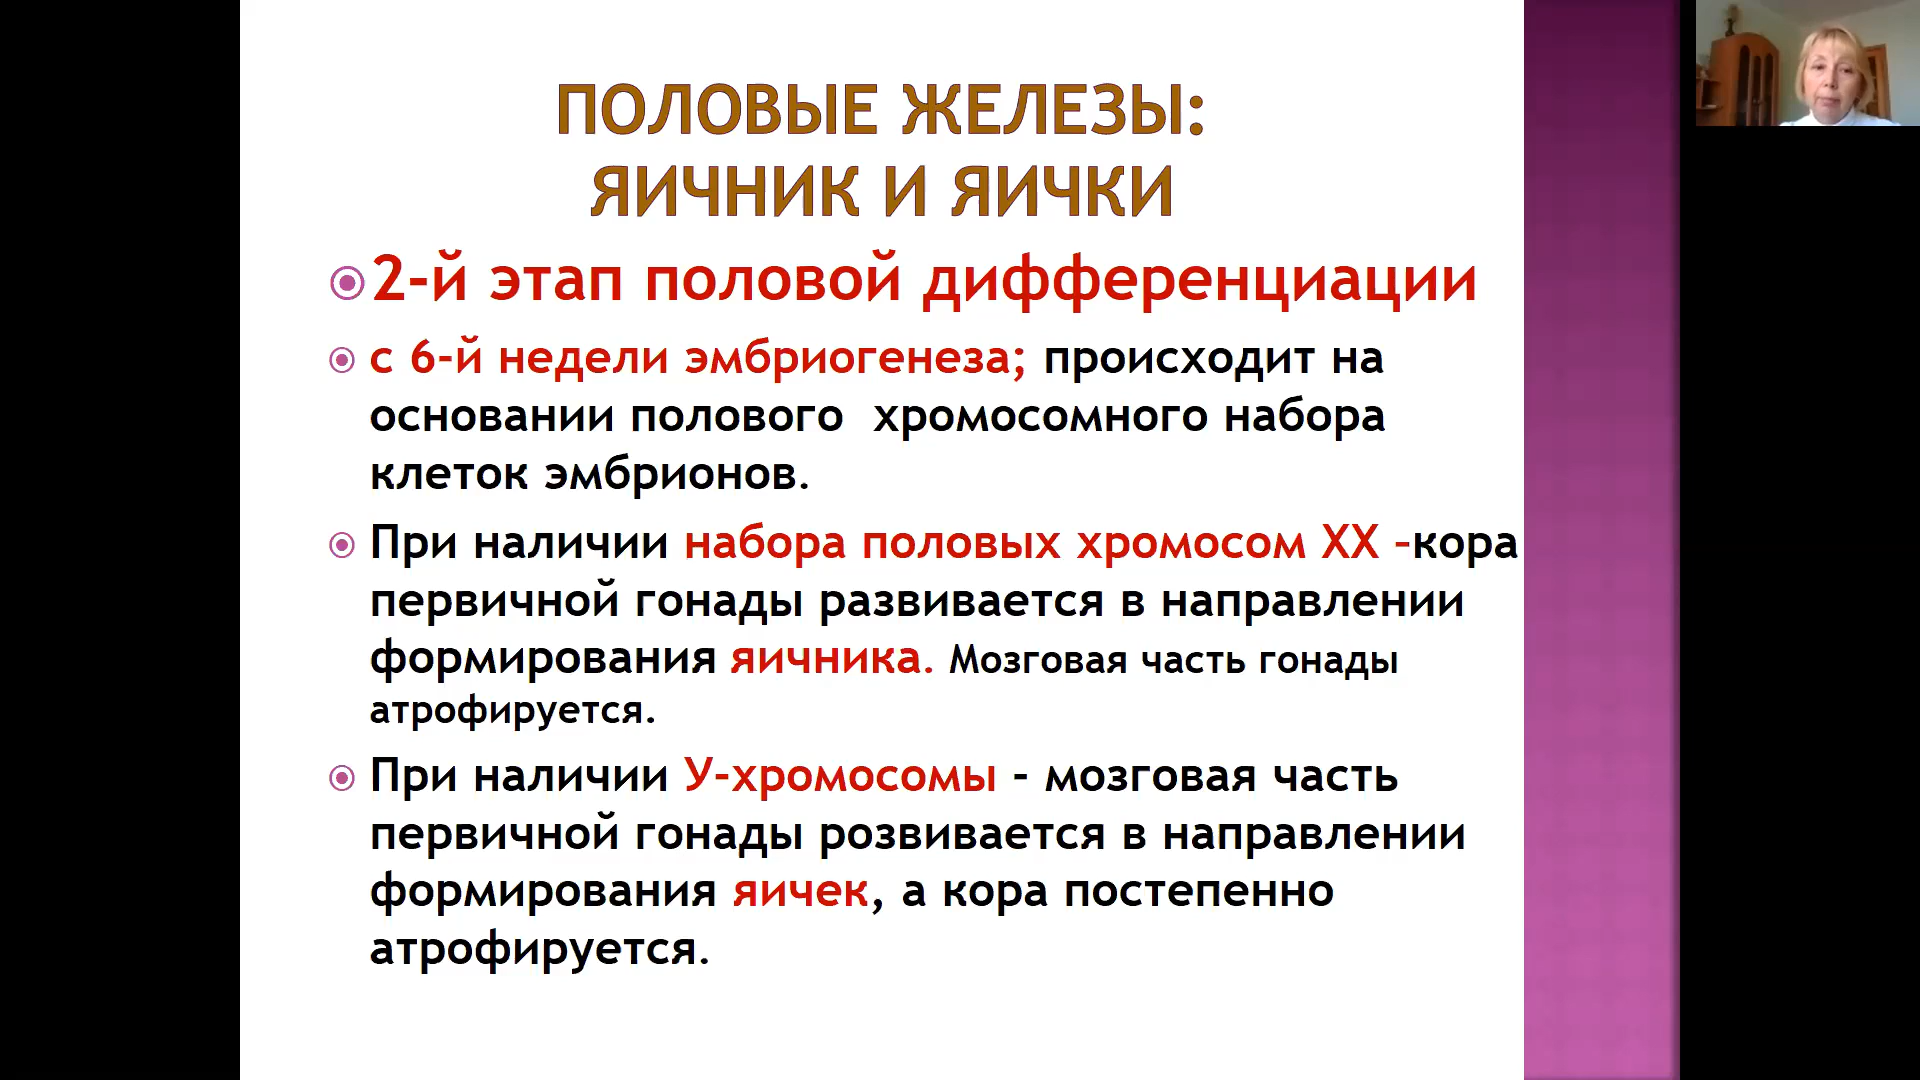 ПОЛОВЫЕ ЖЕЛЕЗЫ:
ЯИЧНИК И ЯИЧКИ
2-й этап половой дифференциации
с 6-й недели эмбриогенеза; происходит на
основании полового хромосомного набора
клеток эмбрионов.
При наличии набора половых хромосом ХХ –кора
первичной гонады развивается в направлении
формирования яичника. Мозговая часть гонады
атрофируется.
При наличии У-хромосомы - мозговая часть
первичной гонады розвивается в направлении
формирования яичек, а кора постепенно
атрофируется.